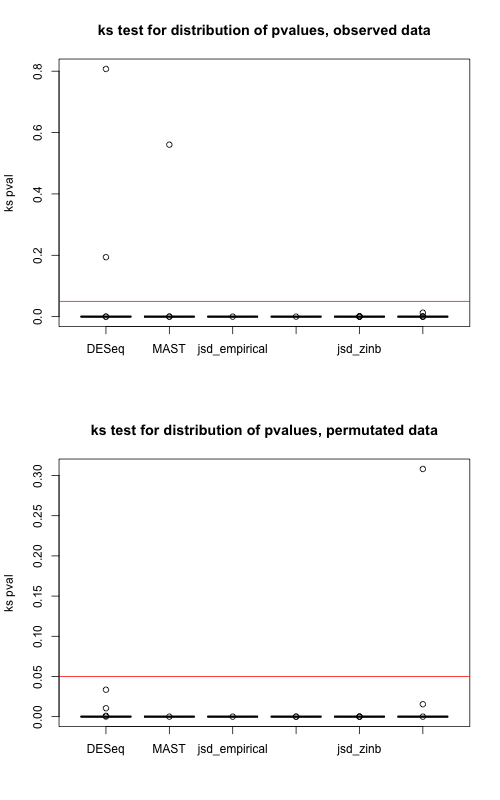 ks test for distribution of pvalues, observed data
ks pval
0.8
0.6
0.4
0.2
0.0
DESeq MAST jsd_empirical jsd_zinb
ks test for distribution of pvalues, permutated data
ks pval
0.30
0.25
0.20
0.15
0.10
0.05
0.00
DESeq MAST jsd_empirical jsd_zinb